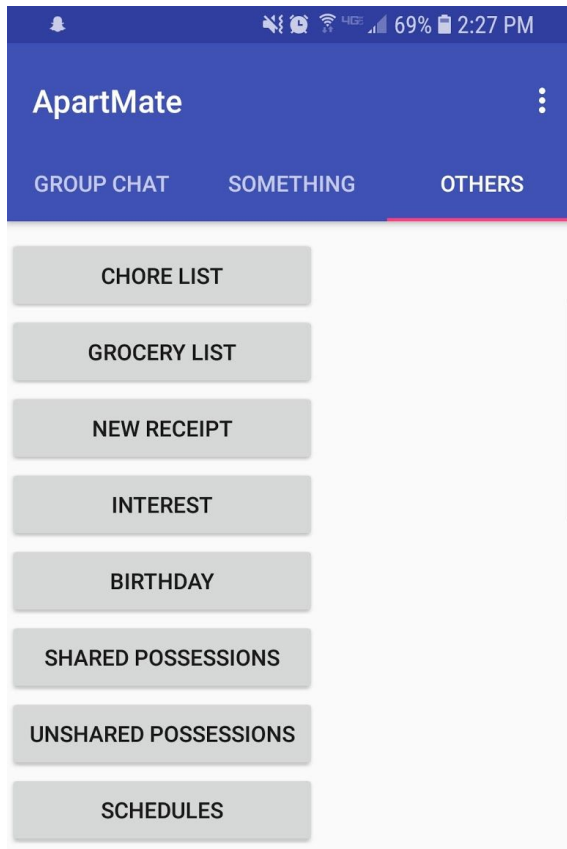 4GE 69% 2:27 PM
ApartMate
GROUP CHAT SOMETHING OTHERS
CHORE LIST
GROCERY LIST
NEW RECEIPT
INTEREST
BIRTHDAY
SHARED POSSESSIONS
UNSHARED POSSESSIONS
SCHEDULES